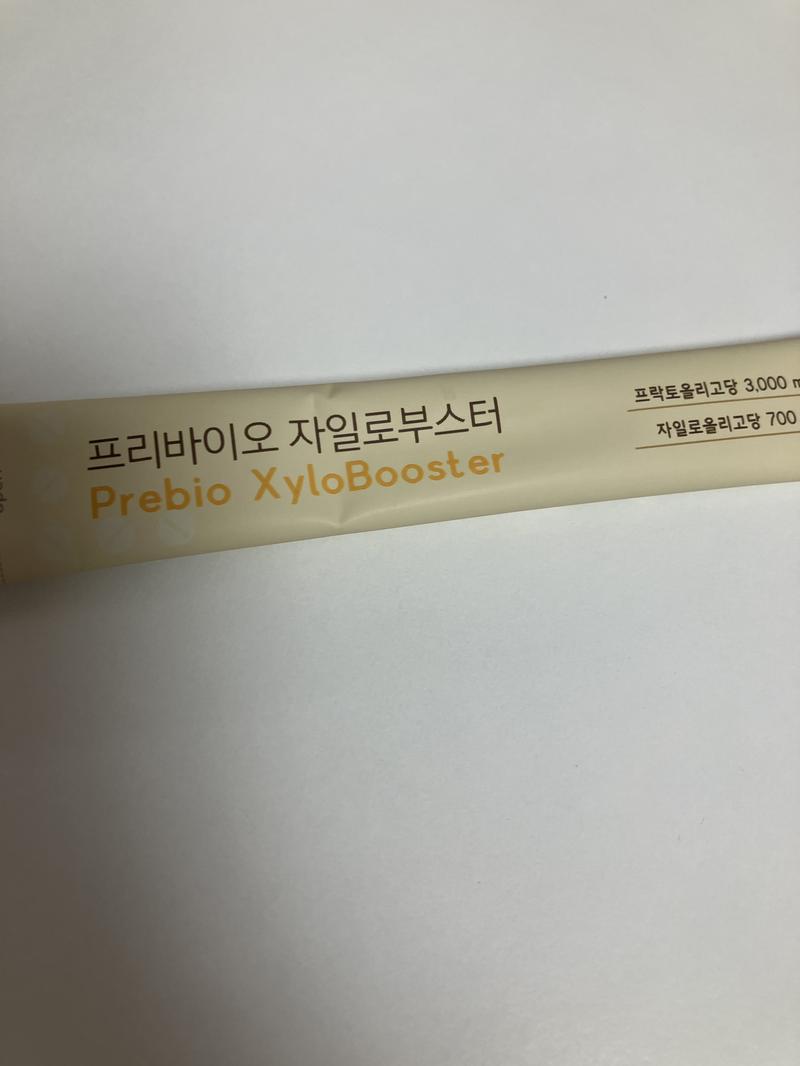 프리바이오 자일로부스터
Prebio XyloBooster
프락토올리고당 3,000
자일로올리고당 700